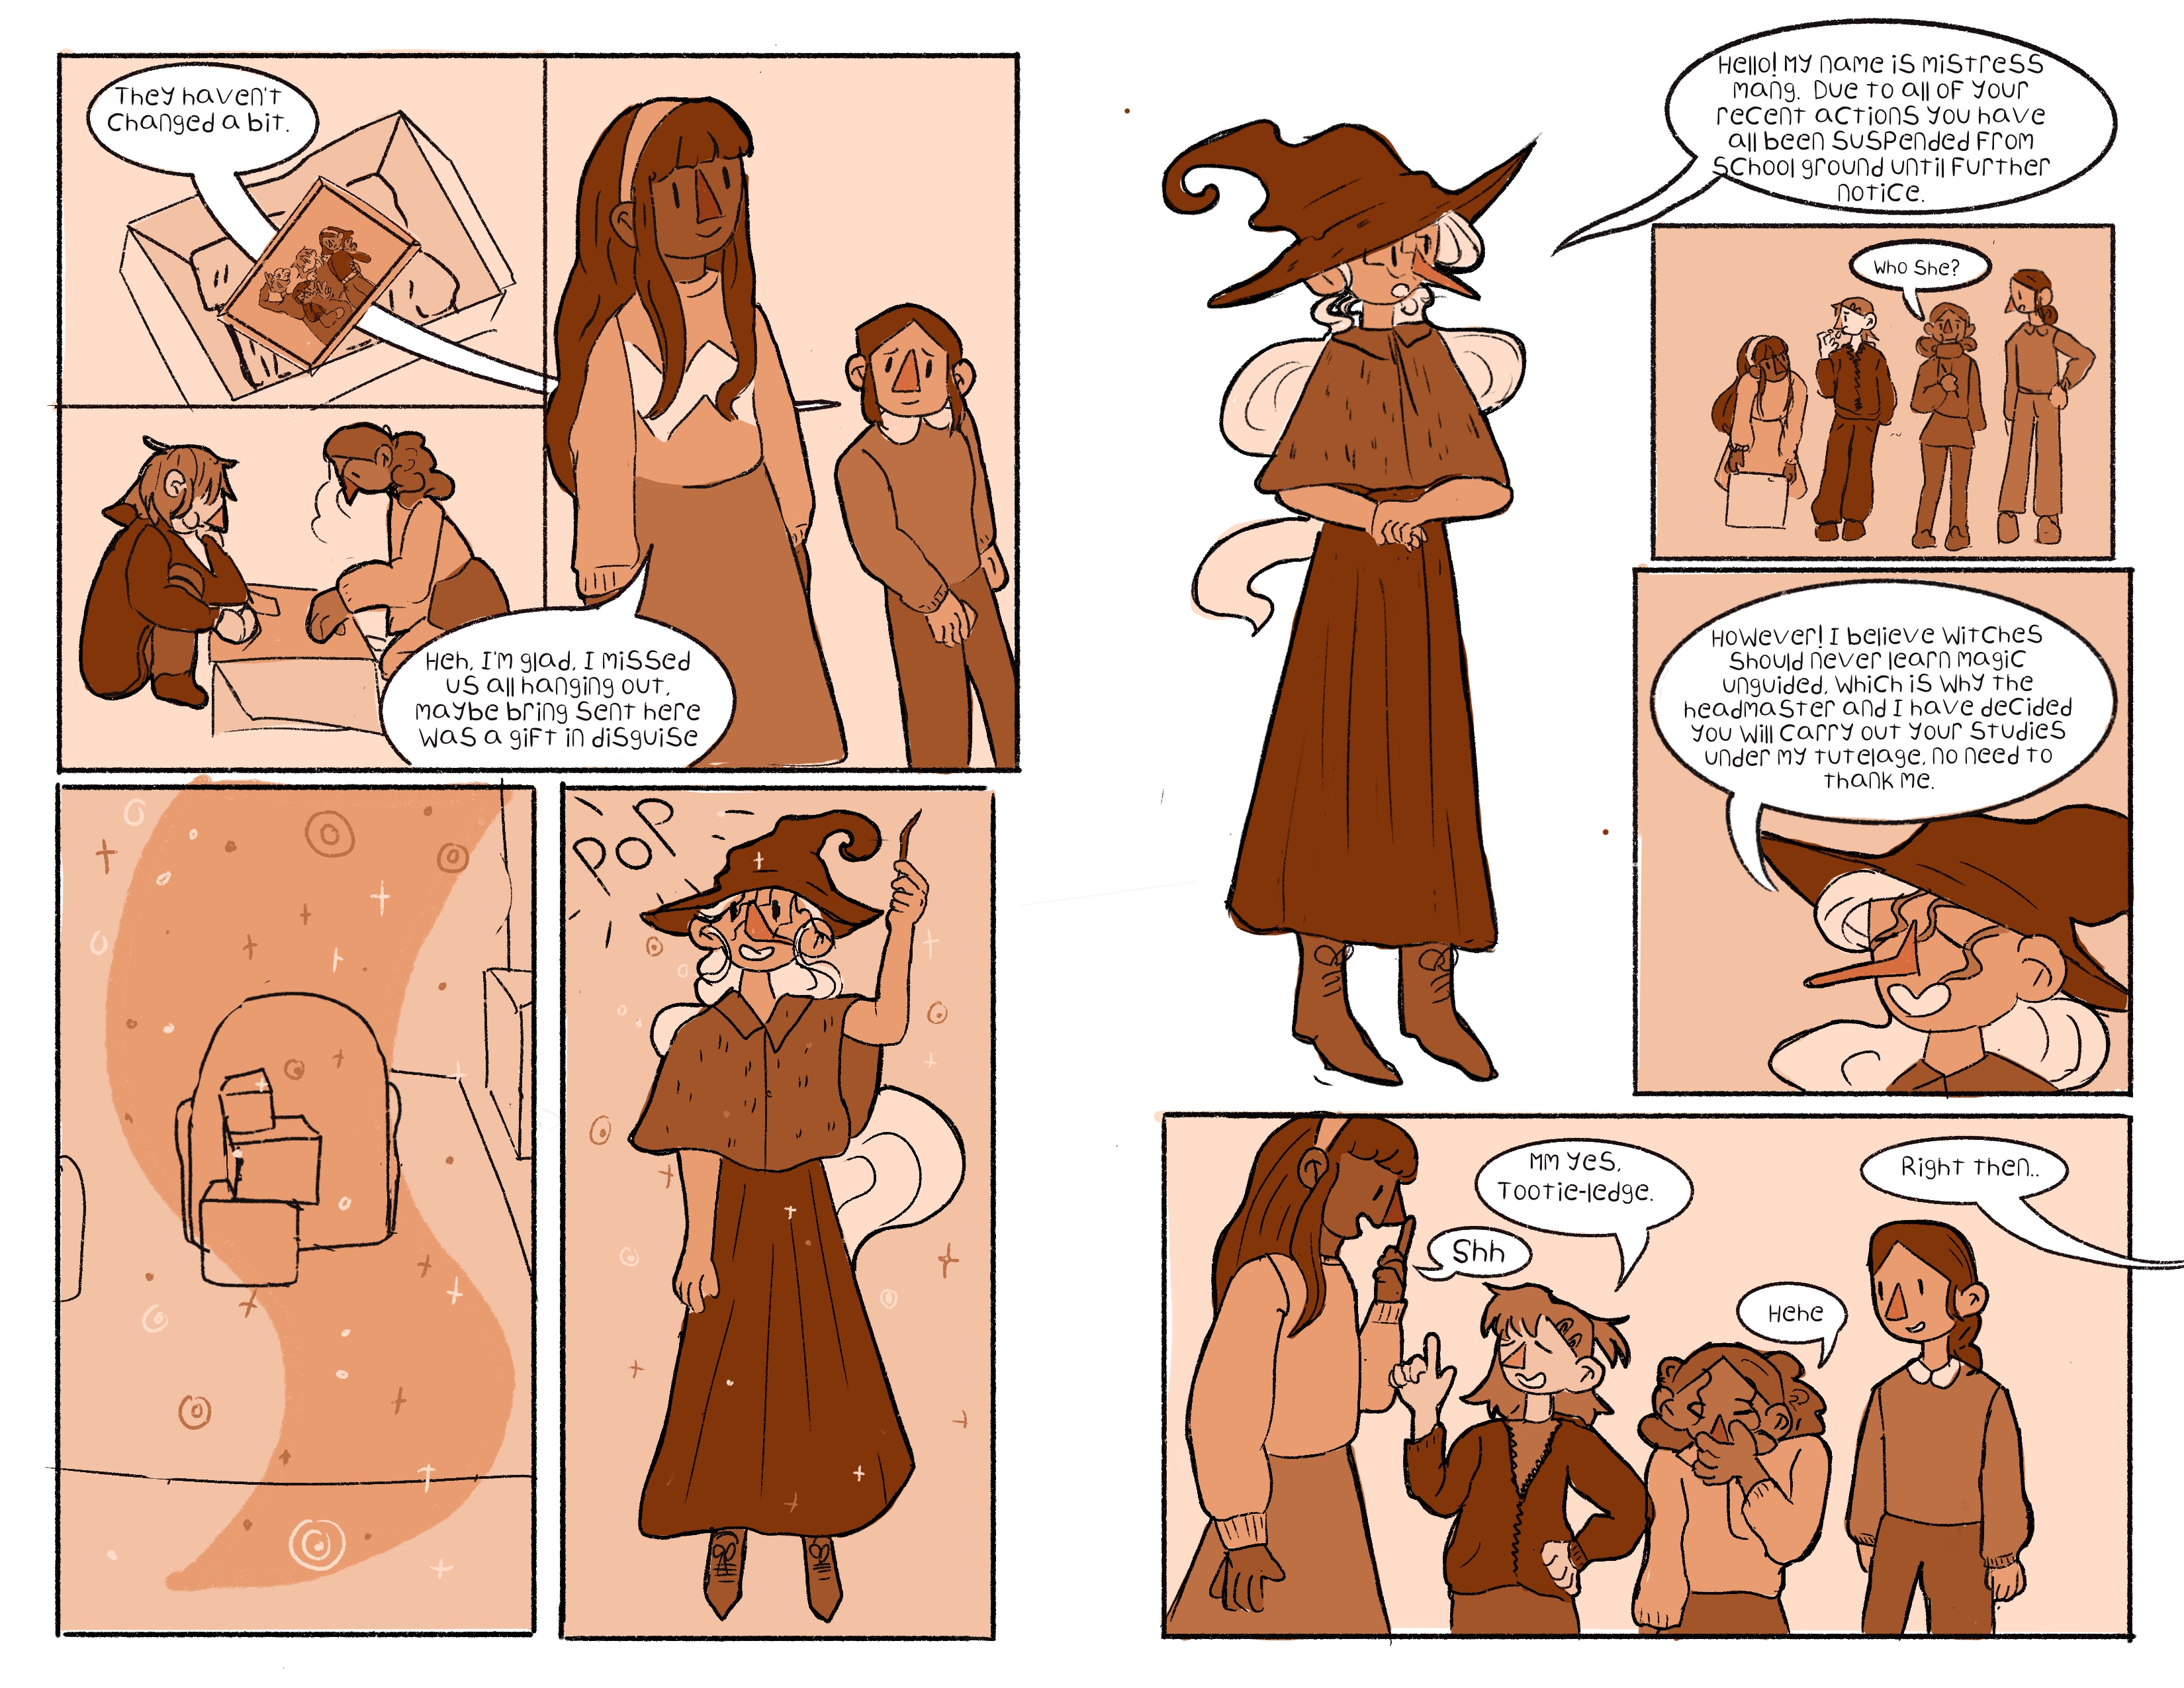 They haven't
changed a bit.
Heh, I'm glad, I missed
us all hanging out,
maybe bring sent here
was a gift in disguise
POP
Hello! My name is mistress
mang. Due to all of your
recent actions you have
all been suspended from
school ground until further
notice.
Who she?
However! I believe witches
should never learn magic
unguided, which is why the
headmaster and I have decided
you will carry out your studies
under my tutelage, no need to
thank me.
Mm yes,
Tootie-ledge.
Shh
Hehe
Right then..